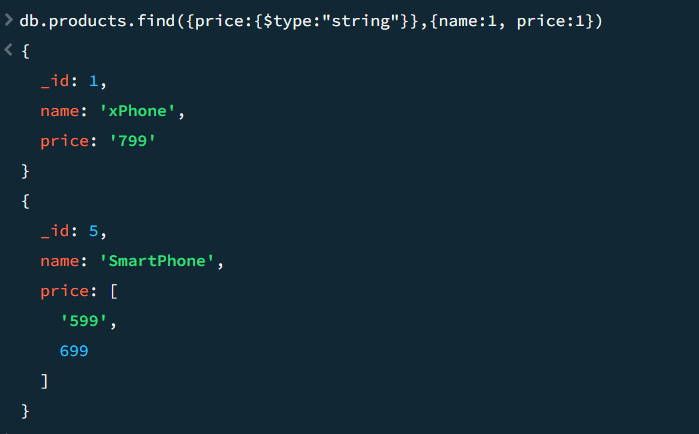 > db.products.find({price:{$type:"string"}},{name:1, price:1})
< {
_id: 1,
name: 'xPhone',
price: '799'
}
{
_id: 5,
name: 'SmartPhone',
price: [
'599',
699
]
}